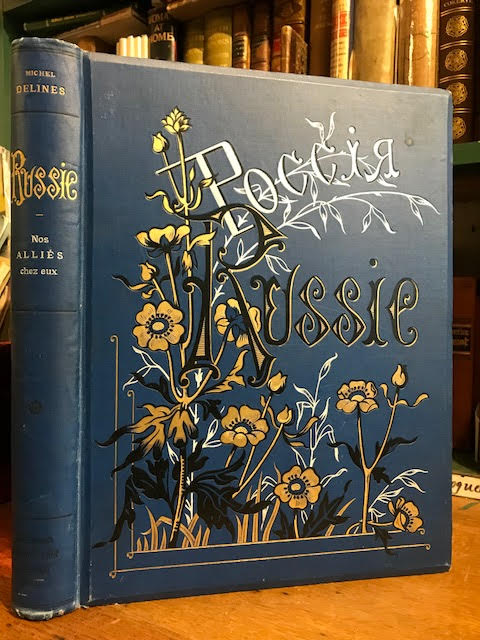 MICHEL
DELINES
Russie
Nos
ALLIÉS
chez eux
Россія
Russie